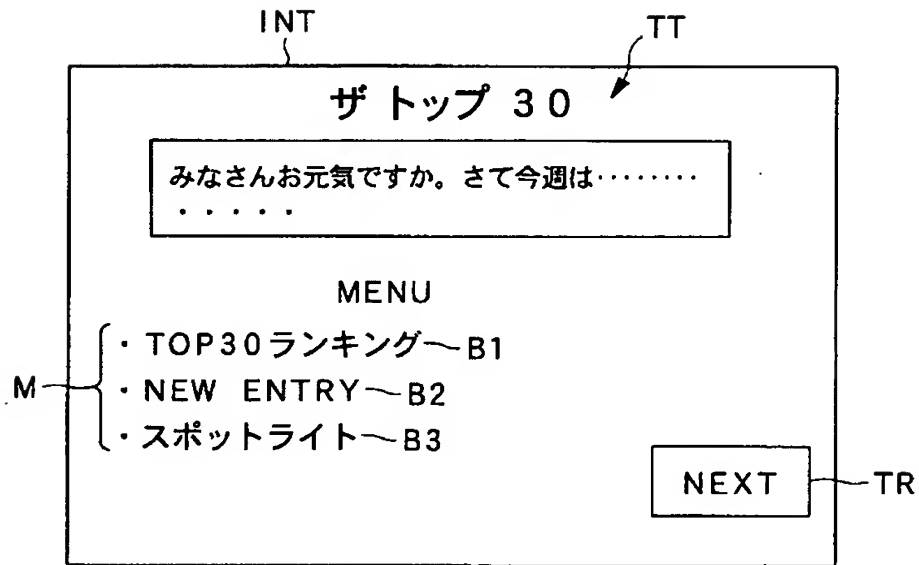 INT
TT
ザ トップ 30
みなさんお元気ですか。さて今週は········
·····
MENU
M
・TOP30ランキング B1
・NEW ENTRY B2
・スポットライト B3
NEXT TR